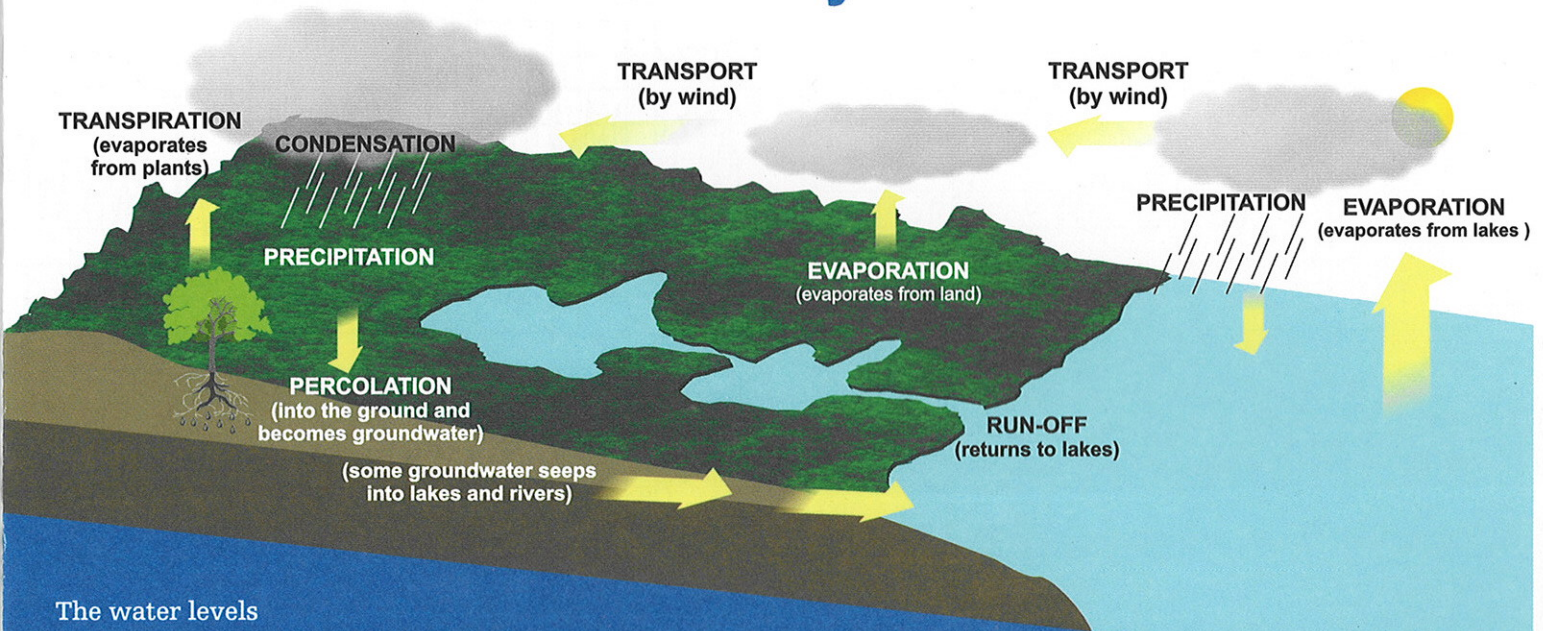 TRANSPORT
(by wind)
TRANSPORT
(by wind)
TRANSPIRATION
(evaporates
from plants)
CONDENSATION
PRECIPITATION
PRECIPITATION
EVAPORATION
(evaporates from lakes )
EVAPORATION
(evaporates from land)
PERCOLATION
(into the ground and
becomes groundwater)
RUN-OFF
(returns to lakes)
(some groundwater seeps
into lakes and rivers)
The water levels